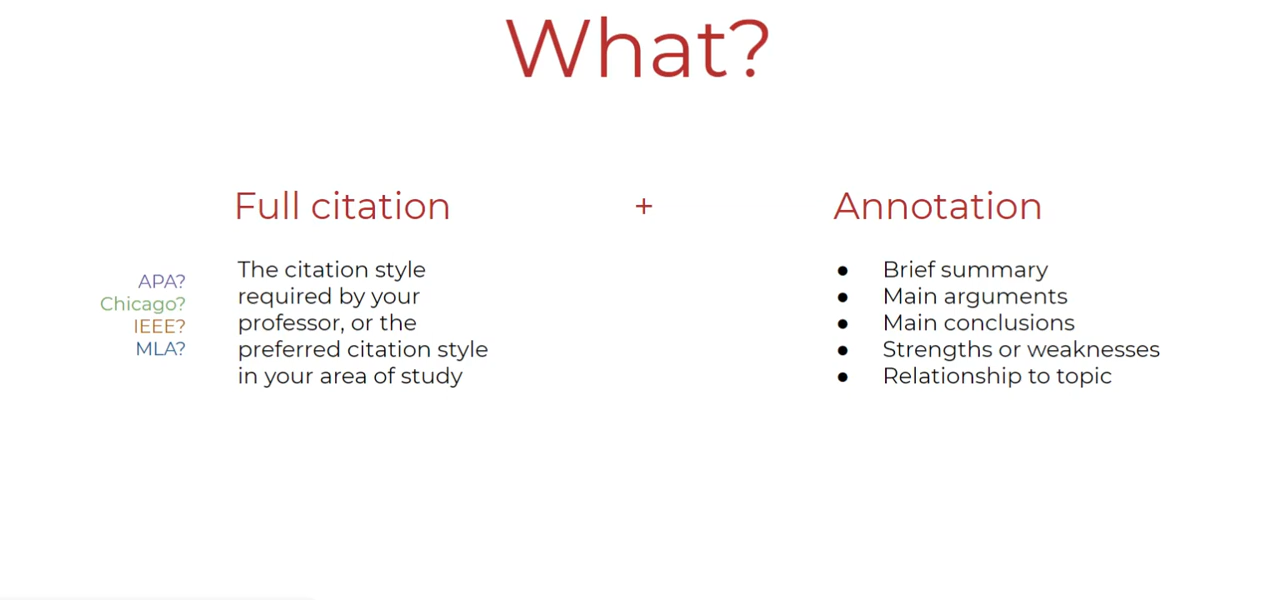 What?
Full citation + Annotation
APA?
Chicago?
IEEE?
MLA?
The citation style
required by your
professor, or the
preferred citation style
in your area of study
● Brief summary
● Main arguments
● Main conclusions
● Strengths or weaknesses
● Relationship to topic